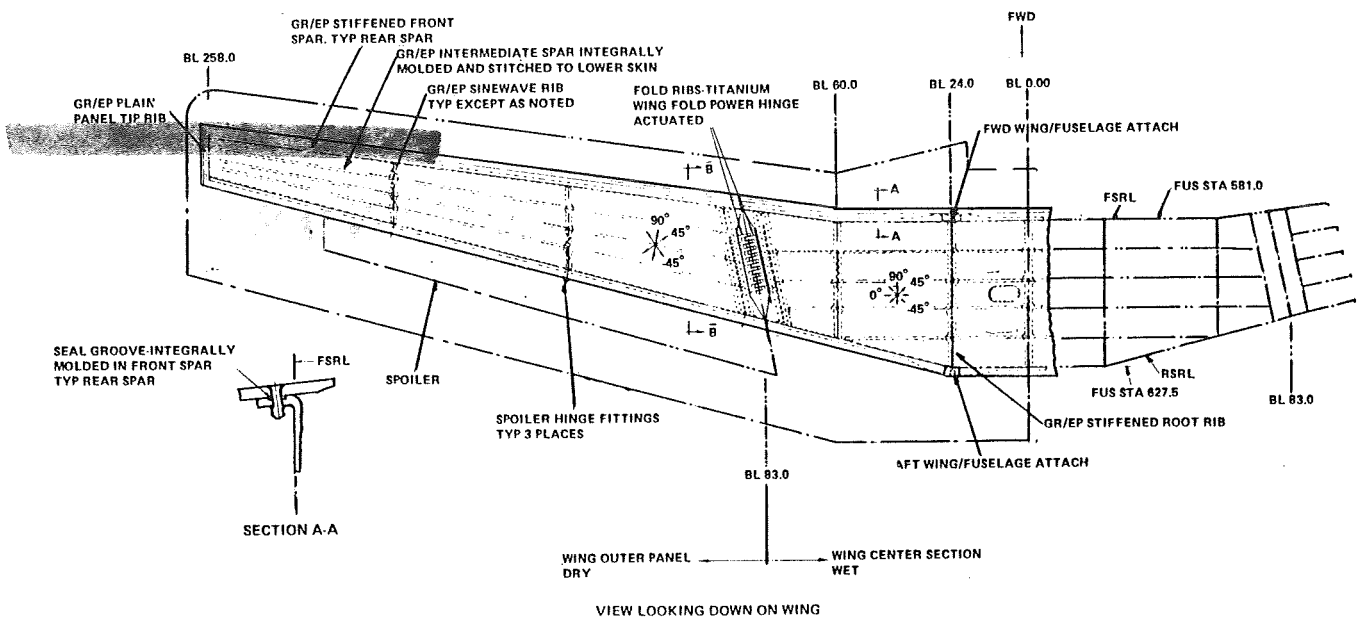 GR/EP STIFFENED FRONT
SPAR. TYP REAR SPAR
GR/EP INTERMEDIATE SPAR INTEGRALLY
MOLDED AND STITCHED TO LOWER SKIN
GR/EP SINEWAVE RIB
TYP EXCEPT AS NOTED
BL 258.0
GR/EP PLAIN
PANEL TIP RIB
FOLD RIBS-TITANIUM
WING FOLD POWER HINGE
ACTUATED
FWD
BL 60.0
BL 24.0
BL 0.00
FWD WING/FUSELAGE ATTACH
B
A
FSRL
FUS STA 581.0
A
90°
45°
-45°
90°
45°
0°
-45°
B
SEAL GROOVE-INTEGRALLY
MOLDED IN FRONT SPAR
TYP REAR SPAR
FSRL
SPOILER
SPOILER HINGE FITTINGS
TYP 3 PLACES
RSRL
FUS STA 627.5
BL 83.0
GR/EP STIFFENED ROOT RIB
AFT WING/FUSELAGE ATTACH
BL 83.0
SECTION A-A
WING OUTER PANEL
DRY
WING CENTER SECTION
WET
VIEW LOOKING DOWN ON WING